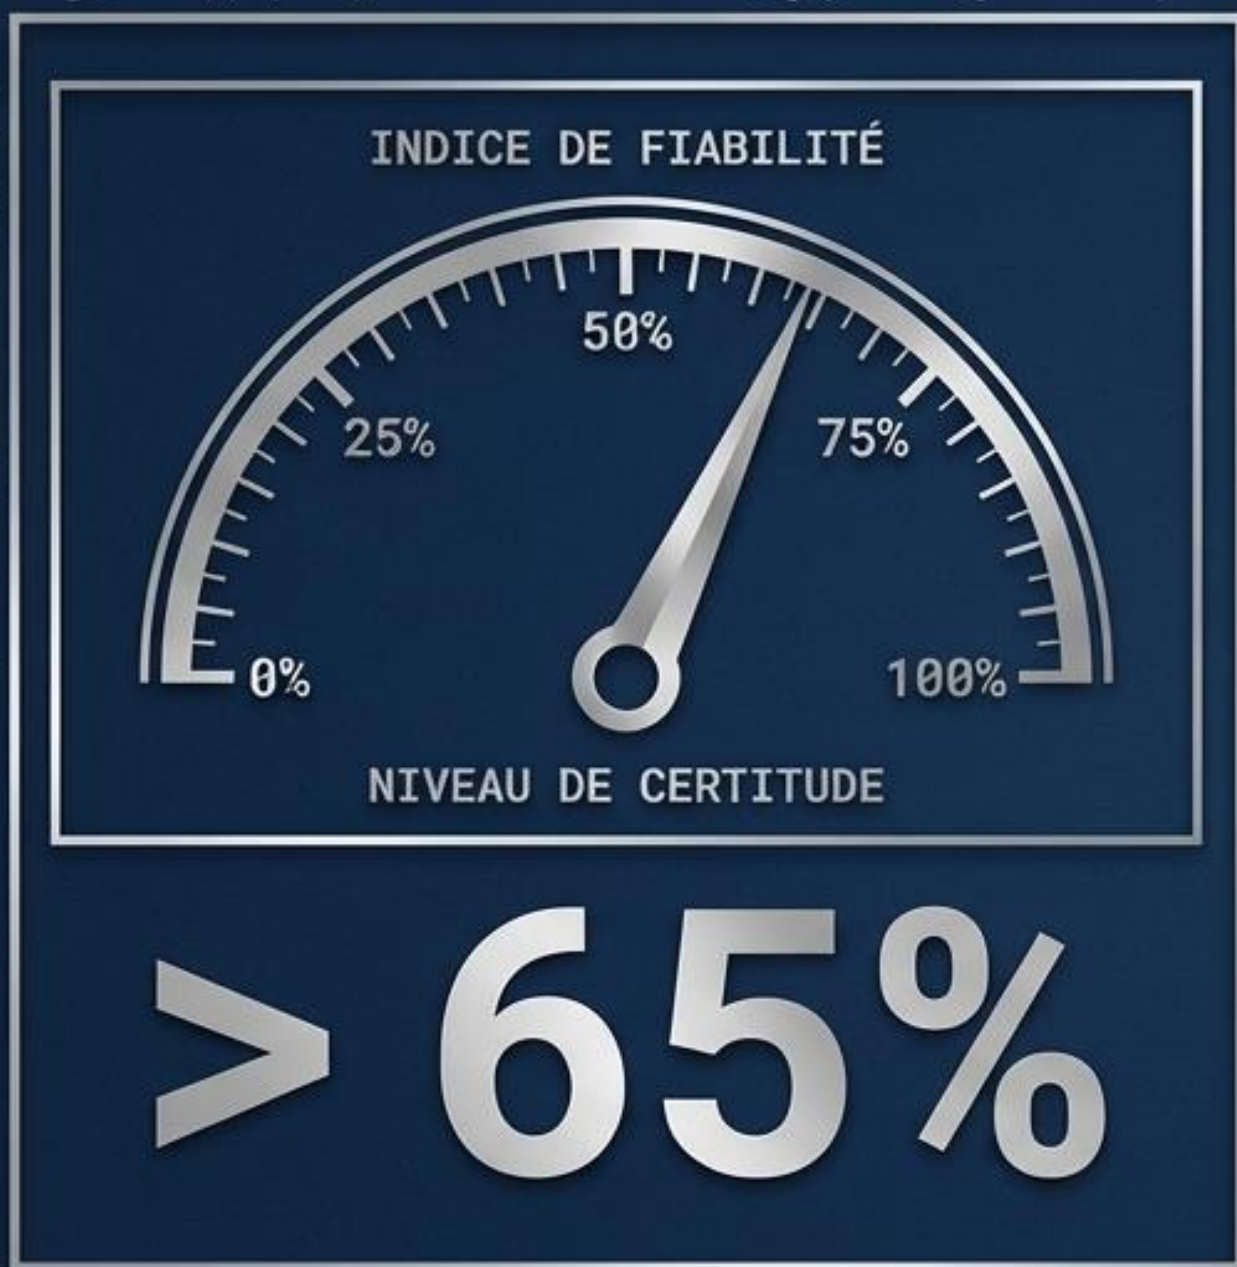 INDICE DE FIABILITÉ
50%
25% 75%
0% 100%
NIVEAU DE CERTITUDE
> 65%